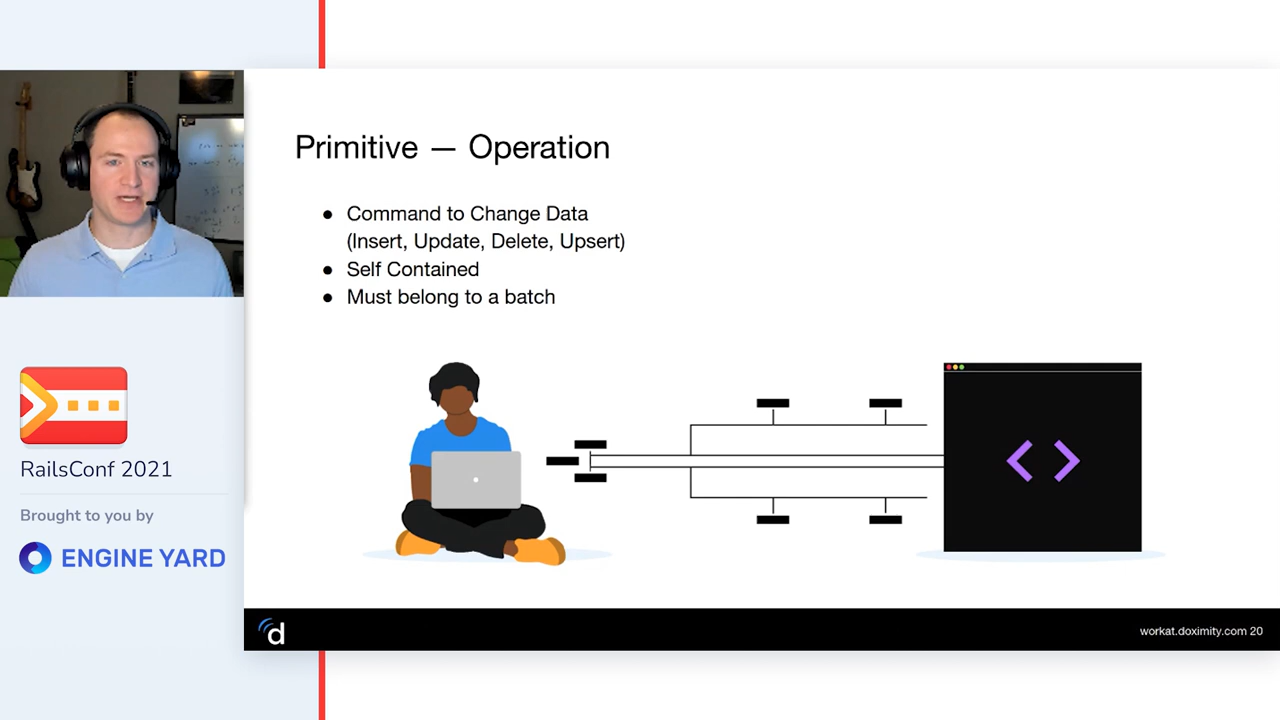 Primitive — Operation
● Command to Change Data
(Insert, Update, Delete, Upsert)
● Self Contained
● Must belong to a batch
RailsConf 2021
Brought to you by
ENGINE YARD
d
workat.doximity.com 20